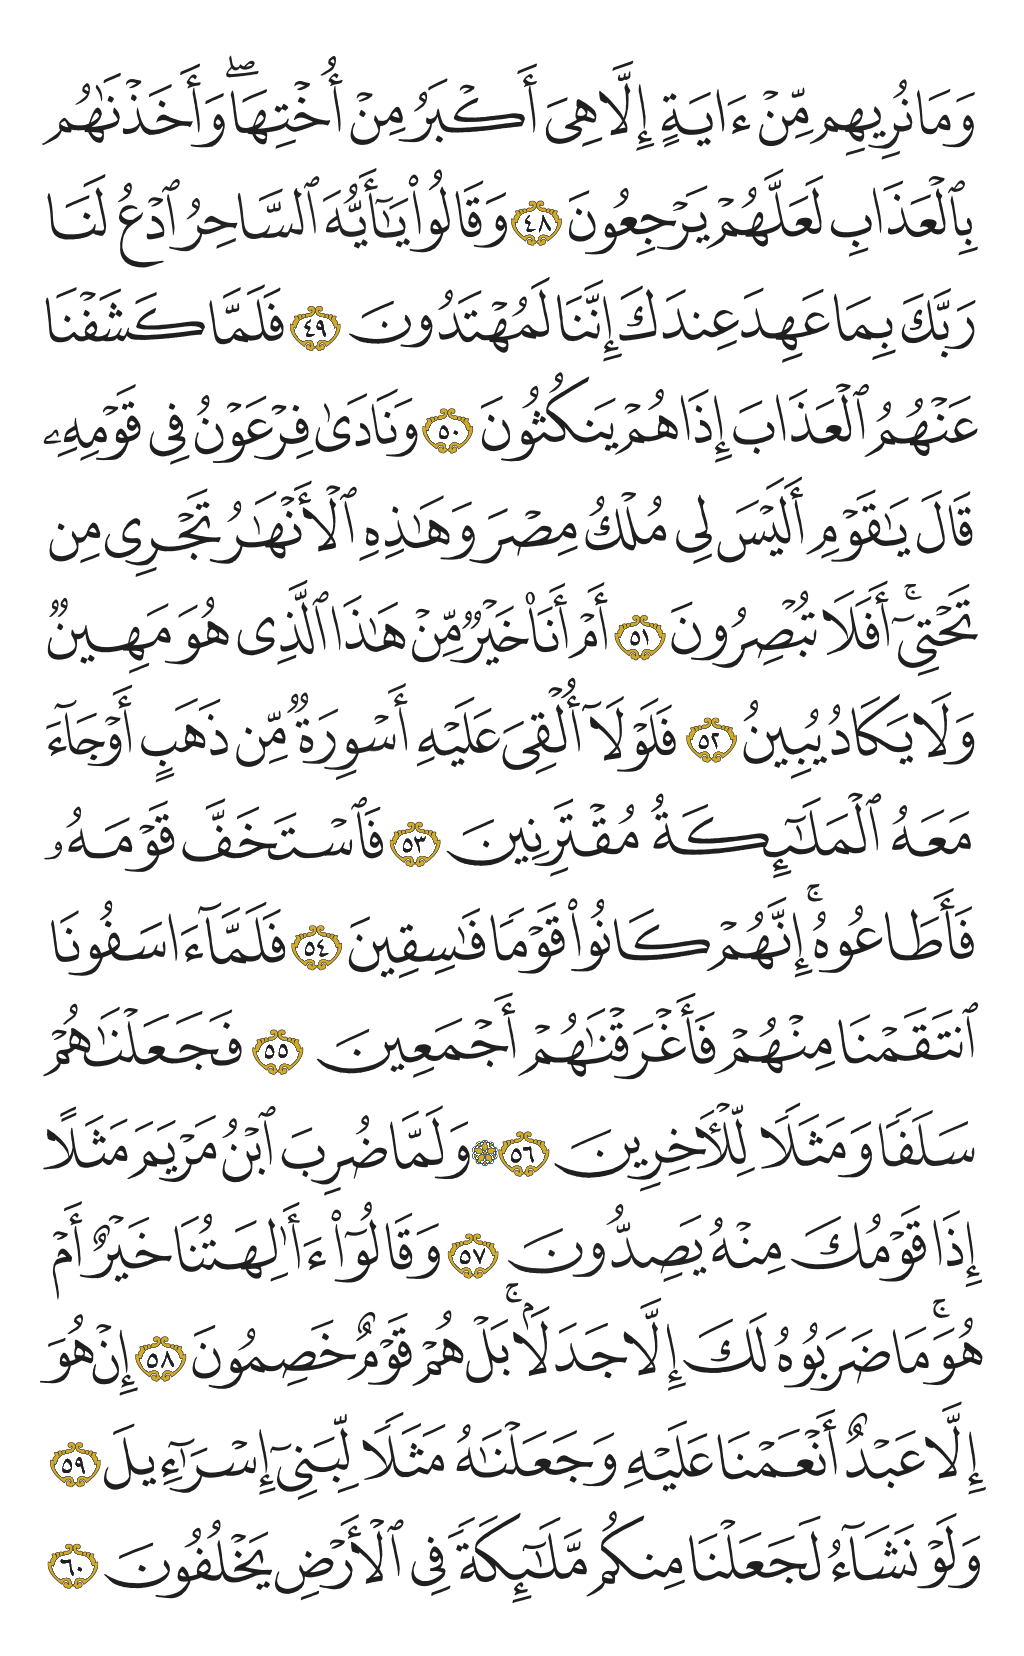 وَمَا نُرِيهِم مِّنْ ءَايَةٍ إِلَّا هِىَ أَكْبَرُ مِنْ أُخْتِهَا ۖ وَأَخَذْنَٰهُم
بِٱلْعَذَابِ لَعَلَّهُمْ يَرْجِعُونَ ٤٨ وَقَالُوا۟ يَٰٓأَيُّهَ ٱلسَّاحِرُ ٱدْعُ لَنَا
رَبَّكَ بِمَا عَهِدَ عِندَكَ إِنَّنَا لَمُهْتَدُونَ ٤٩ فَلَمَّا كَشَفْنَا
عَنْهُمُ ٱلْعَذَابَ إِذَا هُمْ يَنكُثُونَ ٥٠ وَنَادَىٰ فِرْعَوْنُ فِى قَوْمِهِۦ
قَالَ يَٰقَوْمِ أَلَيْسَ لِى مُلْكُ مِصْرَ وَهَٰذِهِ ٱلْأَنْهَٰرُ تَجْرِى مِن
تَحْتِىٓ ۚ أَفَلَا تُبْصِرُونَ ٥١ أَمْ أَنَا۠ خَيْرٌ مِّنْ هَٰذَا ٱلَّذِى هُوَ مَهِينٌ
وَلَا يَكَادُ يُبِينُ ٥٢ فَلَوْلَآ أُلْقِىَ عَلَيْهِ أَسْوِرَةٌ مِّن ذَهَبٍ أَوْ جَآءَ
مَعَهُ ٱلْمَلَٰٓئِكَةُ مُقْتَرِنِينَ ٥٣ فَٱسْتَخَفَّ قَوْمَهُۥ
فَأَطَاعُوهُ ۚ إِنَّهُمْ كَانُوا۟ قَوْمًا فَٰسِقِينَ ٥٤ فَلَمَّآ ءَاسَفُونَا
ٱنتَقَمْنَا مِنْهُمْ فَأَغْرَقْنَٰهُمْ أَجْمَعِينَ ٥٥ فَجَعَلْنَٰهُمْ
سَلَفًا وَمَثَلًا لِّلْـَٔاخِرِينَ ٥٦ ۞ وَلَمَّا ضُرِبَ ٱبْنُ مَرْيَمَ مَثَلًا
إِذَا قَوْمُكَ مِنْهُ يَصِدُّونَ ٥٧ وَقَالُوٓا۟ ءَأَٰلِهَتُنَا خَيْرٌ أَمْ
هُوَ ۚ مَا ضَرَبُوهُ لَكَ إِلَّا جَدَلًۢا ۚ بَلْ هُمْ قَوْمٌ خَصِمُونَ ٥٨ إِنْ هُوَ
إِلَّا عَبْدٌ أَنْعَمْنَا عَلَيْهِ وَجَعَلْنَٰهُ مَثَلًا لِّبَنِىٓ إِسْرَٰٓءِيلَ ٥٩
وَلَوْ نَشَآءُ لَجَعَلْنَا مِنكُم مَّلَٰٓئِكَةً فِى ٱلْأَرْضِ يَخْلُفُونَ ٦٠